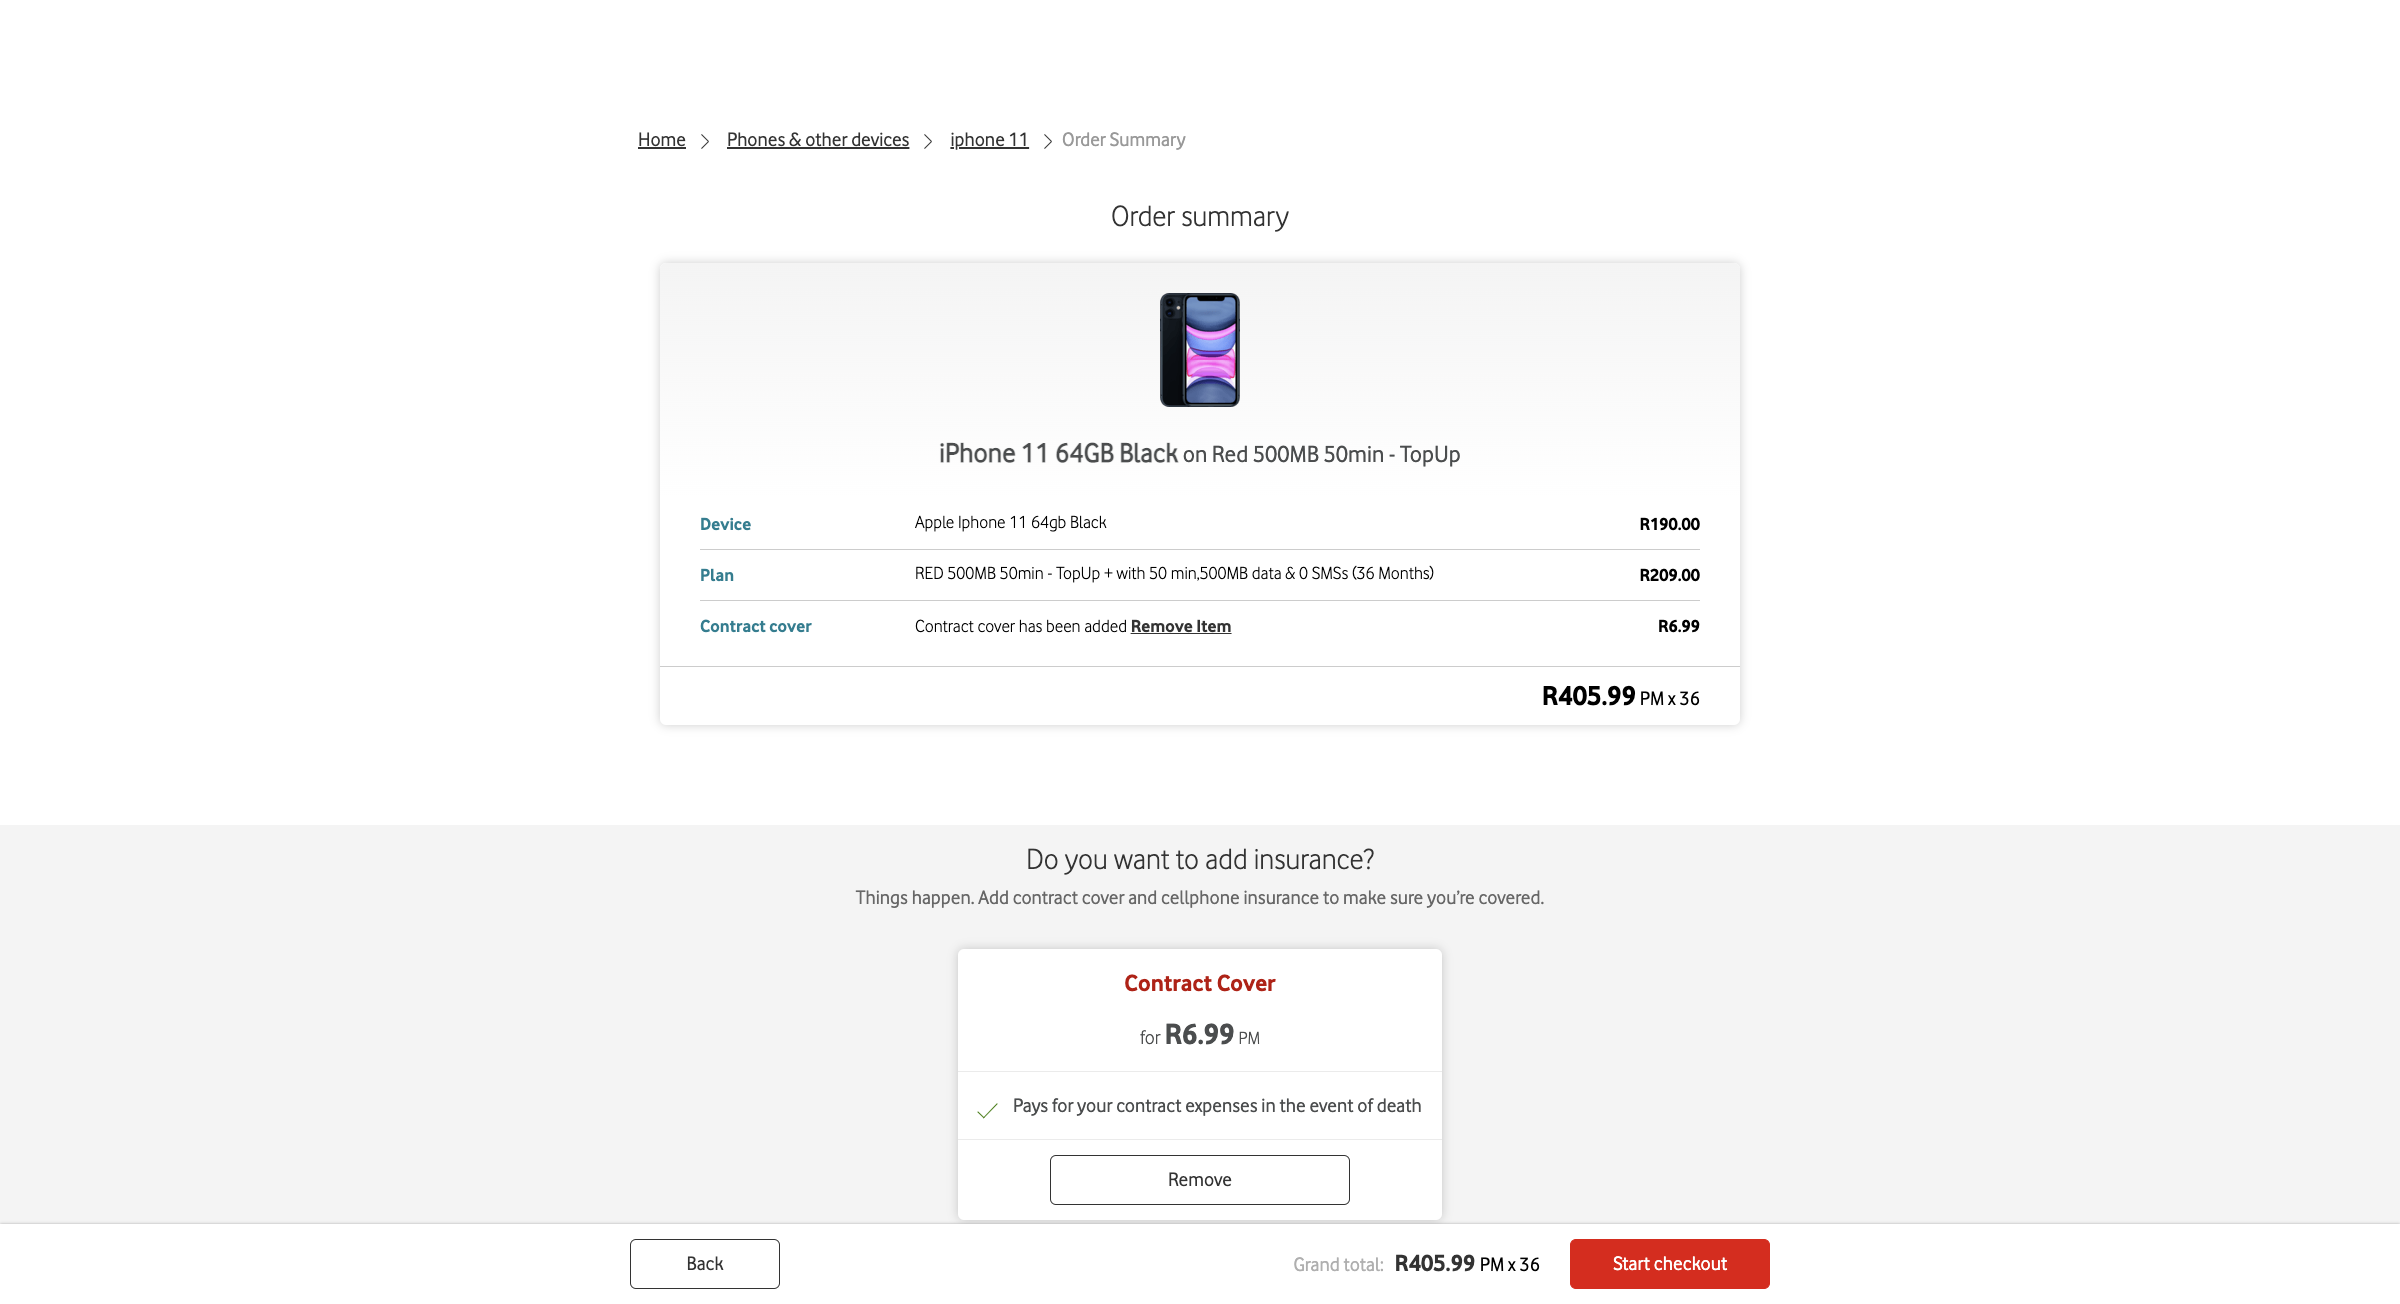 Home > Phones & other devices > iphone 11 > Order Summary
Order summary
iPhone 11 64GB Black on Red 500MB 50min - TopUp
Device Apple Iphone 11 64gb Black R190.00
Plan RED 500MB 50min - TopUp + with 50 min,500MB data & 0 SMSs (36 Months) R209.00
Contract cover Contract cover has been added Remove Item R6.99
R405.99 PM x 36
Do you want to add insurance?
Things happen. Add contract cover and cellphone insurance to make sure you're covered.
Contract Cover
for R6.99 PM
Pays for your contract expenses in the event of death
Remove
Back Grand total: R405.99 PM x 36 Start checkout